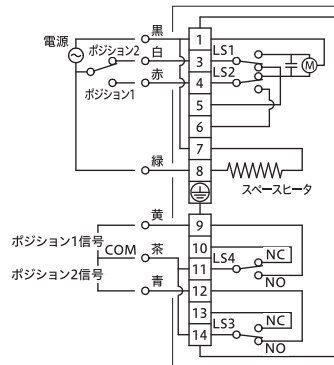 電源
ポジション2
ポジション1
黒
白
赤
緑
1
3
4
5
6
7
8
LS1
LS2
M
スペースヒータ
ポジション1信号
COM
ポジション2信号
黄
茶
青
9
10
11
12
13
14
LS4
NC
NO
LS3
NC
NO